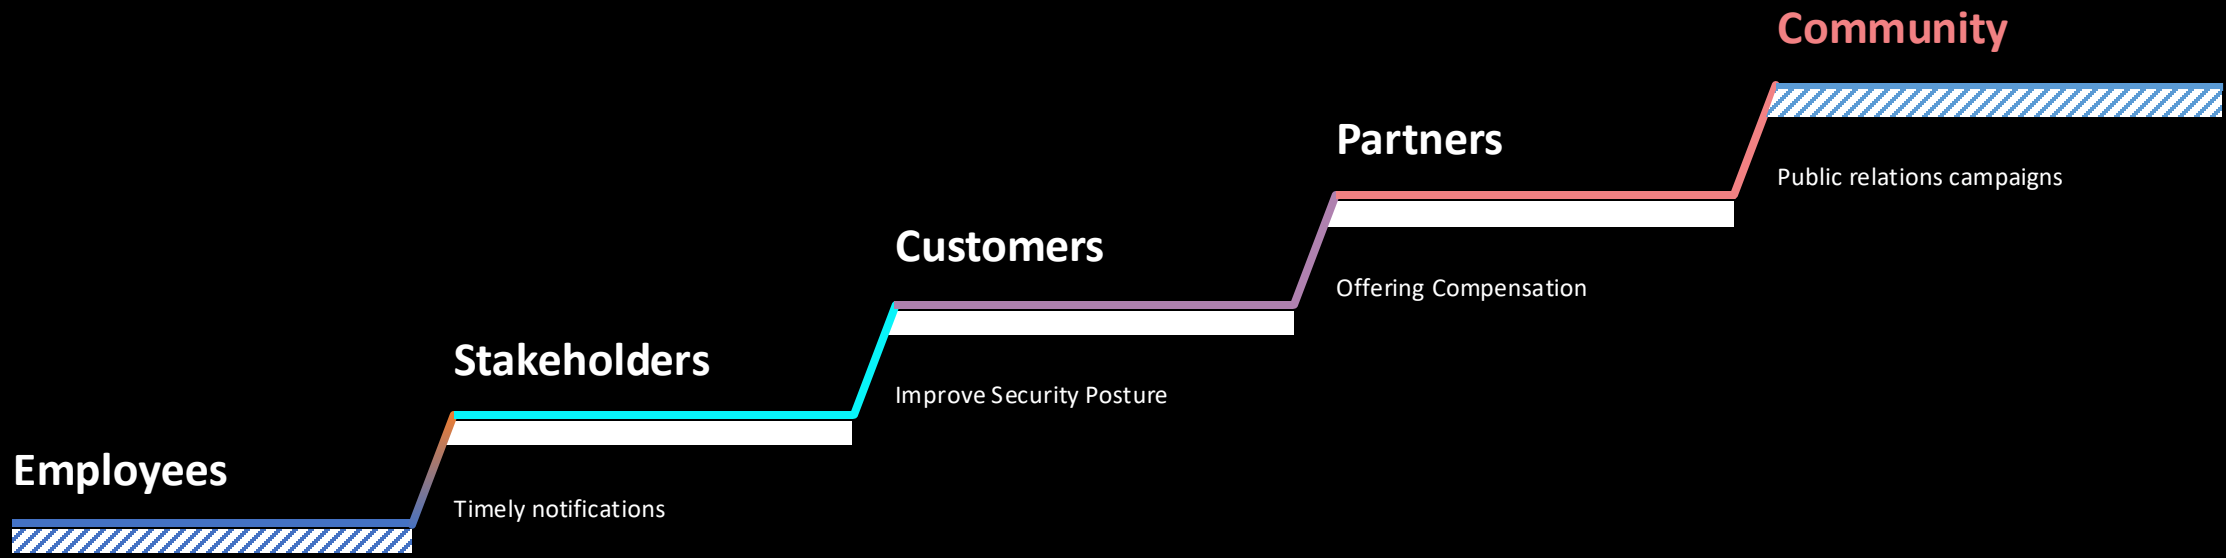 Community
Public relations campaigns
Partners
Offering Compensation
Customers
Improve Security Posture
Stakeholders
Timely notifications
Employees